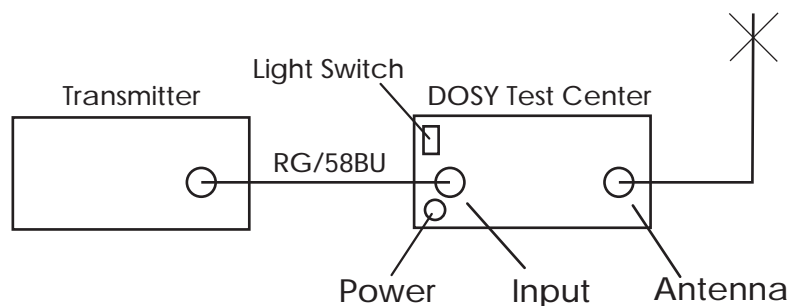 Light Switch
Transmitter
DOSY Test Center
RG/58BU
Power
Input
Antenna